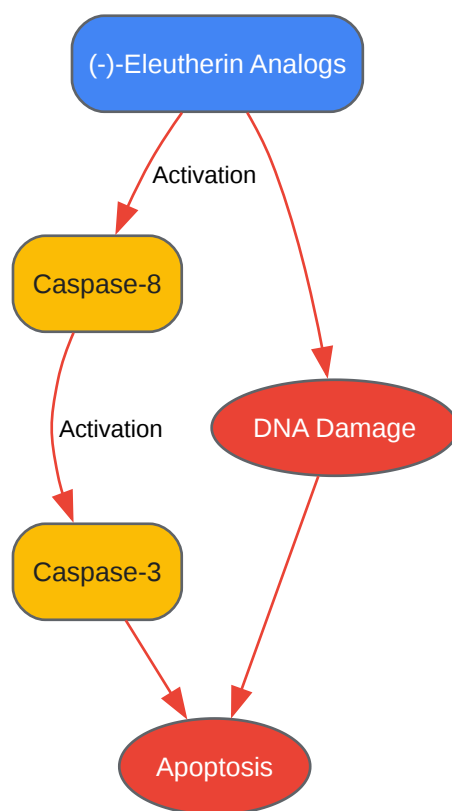 (-)-Eleutherin Analogs
Activation
Caspase-8
Activation
DNA Damage
Caspase-3
Apoptosis